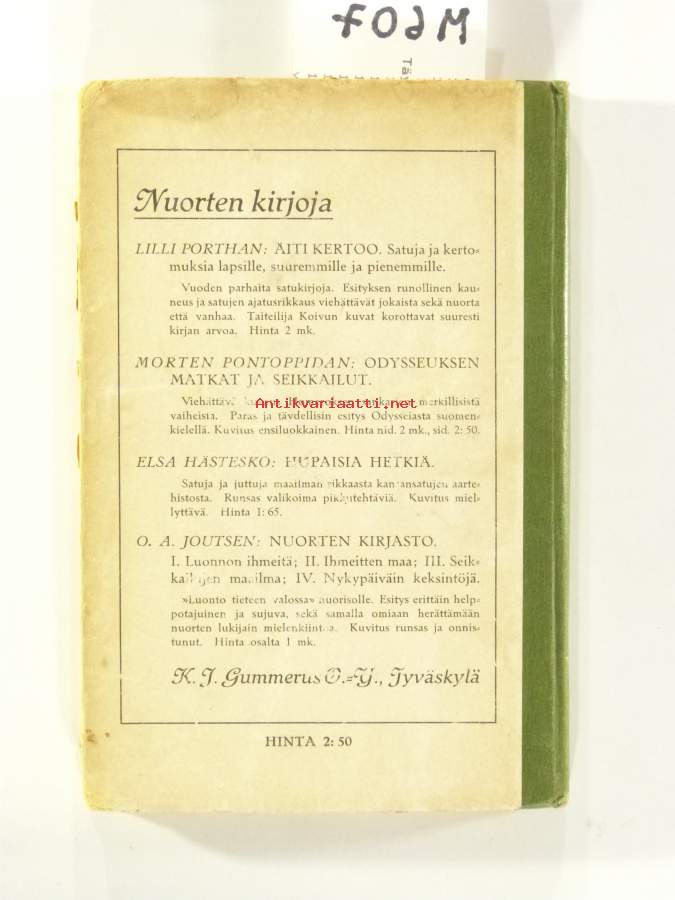 M607
Täy
Nuorten kirjoja
LILLI PORTHAN: ÄITI KERTOO. Satuja ja kerto-
muksia lapsille, suuremmille ja pienemmille.
Vuoden parhaita satukirjoja. Esityksen runollinen kau-
neus ja satujen ajatusrikkaus viehättävät jokaista sekä nuorta
että vanhaa. Taiteilija Koivun kuvat korottavat suuresti
kirjan arvoa. Hinta 2 mk.
MORTEN PONTOPPIDAN: ODYSSEUKSEN
MATKAT JA SEIKKAILUT.
Viehättävä merkillisistä
Antikvariaatti.net
vaiheista. Paras ja täydellisin esitys Odysseiasta suomen-
kielellä. Kuvitus ensiluokkainen. Hinta nid. 2 mk., sid. 2: 50.
ELSA HÄSTESKO: HUPAISIA HETKIÄ.
Satuja ja juttuja maailman rikkaasta kansansatujen aarte-
histosta. Runsas valikoima pikkutehtäviä. Kuvitus miel-
lyttävä. Hinta 1: 65.
O. A. JOUTSEN: NUORTEN KIRJASTO.
I. Luonnon ihmeitä; II. Ihmeitten maa; III. Seik-
kailujen maailma; IV. Nykypäiväin keksintöjä.
»Luonto tieteen valossa» nuorisolle. Esitys erittäin help-
potajuinen ja sujuva, sekä samalla omiaan herättämään
nuorten lukijain mielenkiintoa. Kuvitus runsas ja onnis-
tunut. Hinta osalta 1 mk.
K. J. Gummerus O.-Y., Jyväskylä
HINTA 2: 50